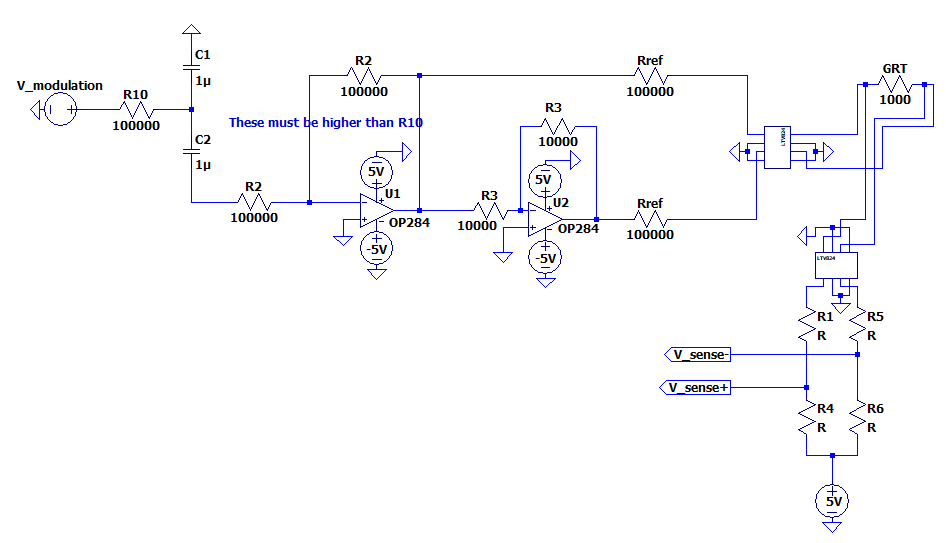 C1
1µ
V_modulation
R10
100000
C2
1µ
These must be higher than R10
R2
100000
R2
100000
5V
U1
OP284
-5V
R3
10000
R3
10000
5V
U2
OP284
-5V
Rref
100000
Rref
100000
LTV824
GRT
1000
LTV824
R1
R
R5
R
V_sense-
V_sense+
R4
R
R6
R
5V